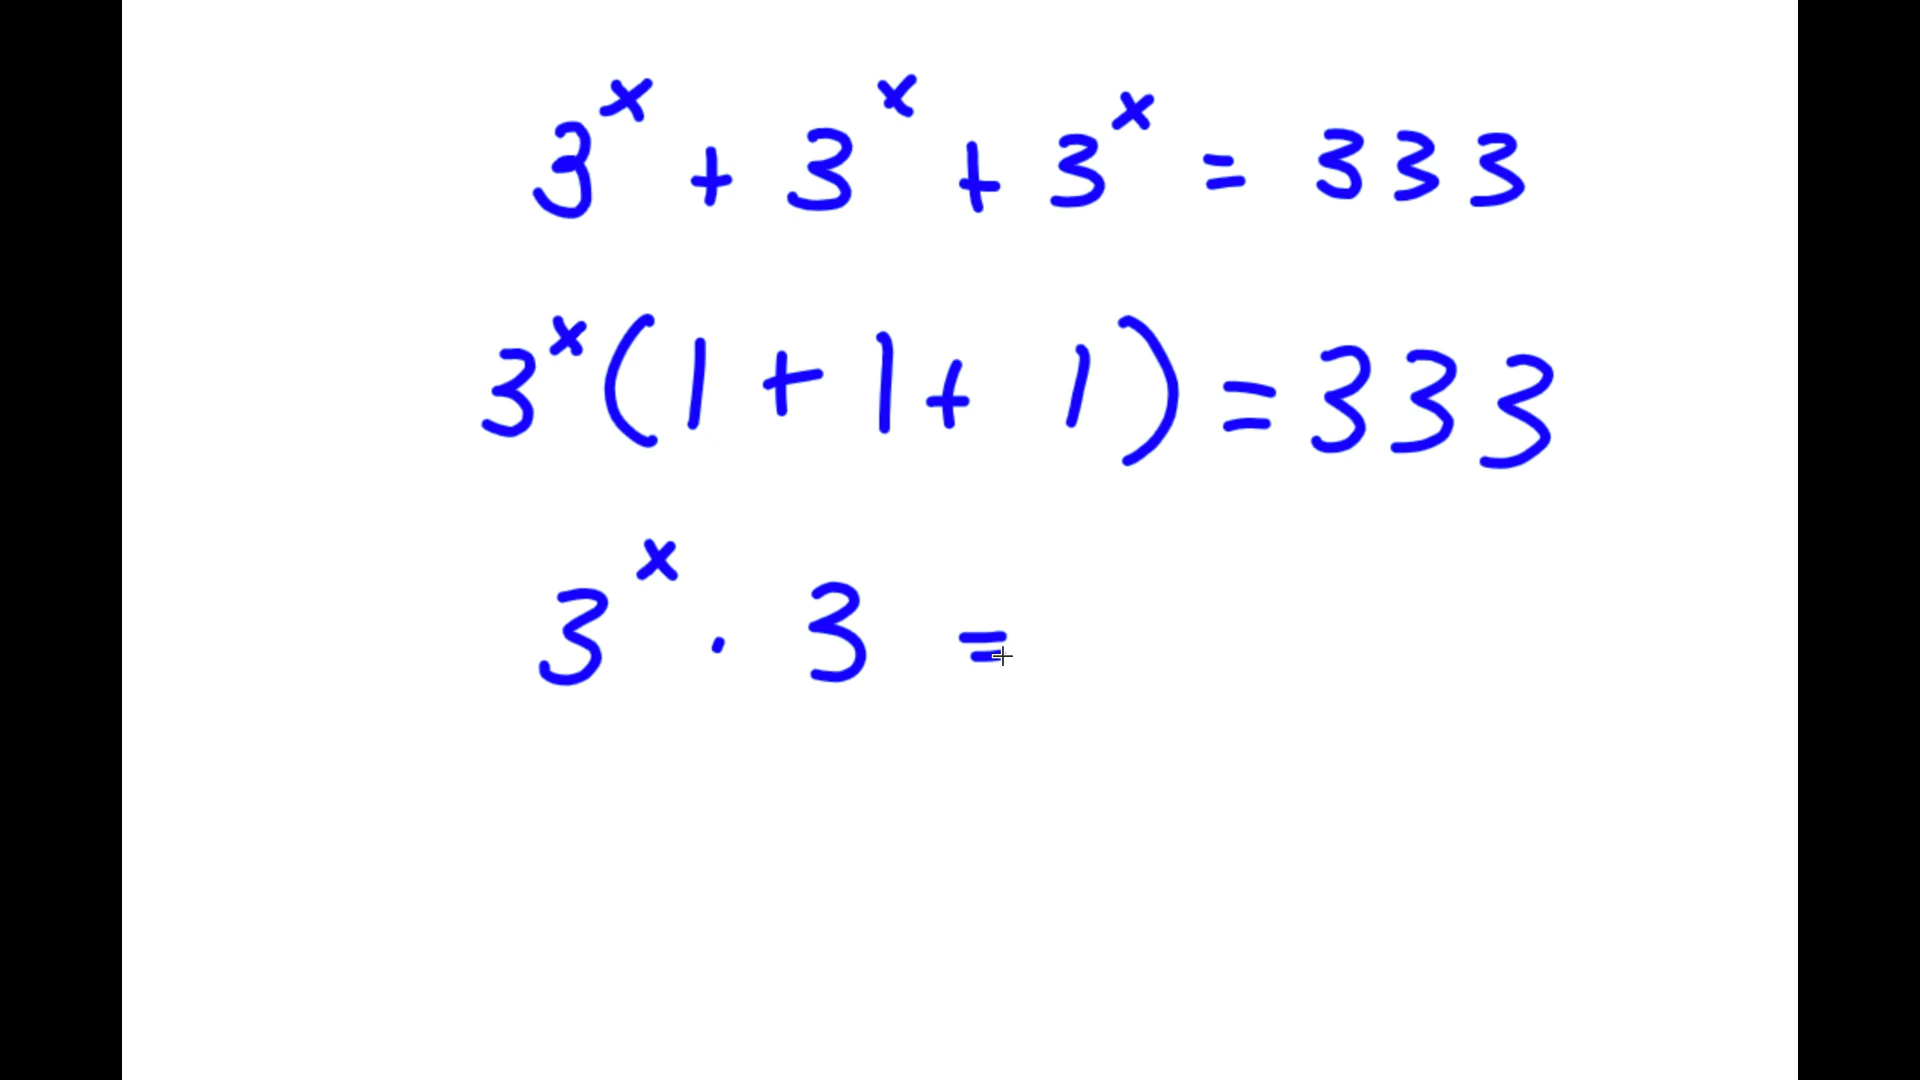 3^x + 3^x + 3^x = 333
3^x (1 + 1 + 1) = 333
3^x · 3 =